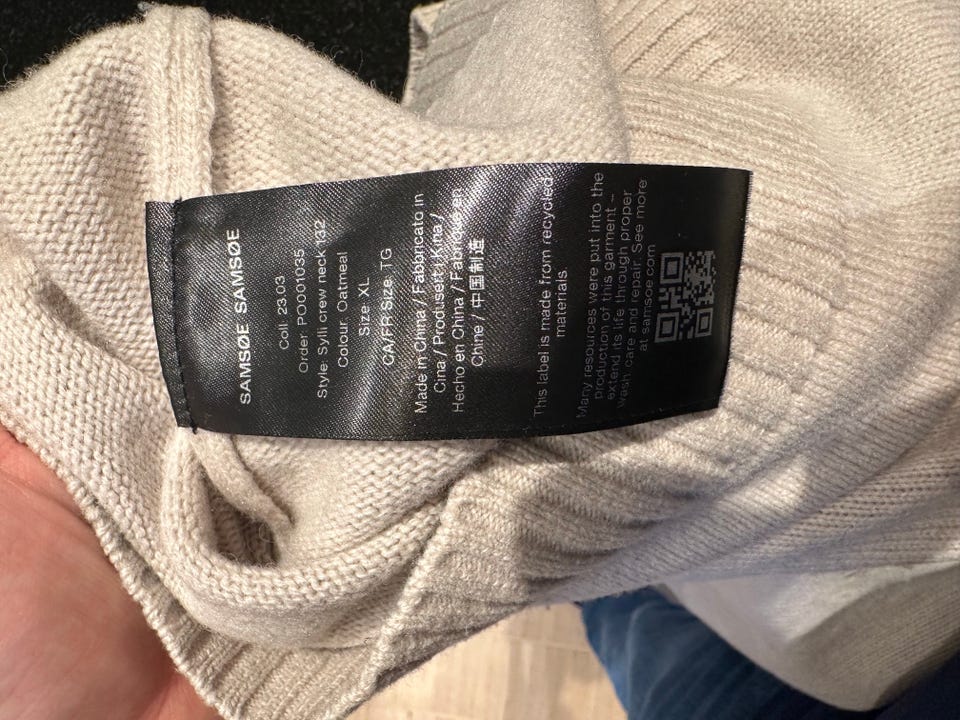 SAMSØE SAMSØE
Coll. 23.03
Order PO001035
Style: Sylli crew neck 132
Colour: Oatmeal
Size: XL
CA/FR Size: TG
Made in China / Fabricato in
Cina / Produsert i Kina /
Hecho en China / Fabriqué en
Chine / 中国制造
This label is made from recycled
materials.
Many resources were put into the
production of this garment –
extend its life through proper
wash, care and repair. See more
at samsoe.com